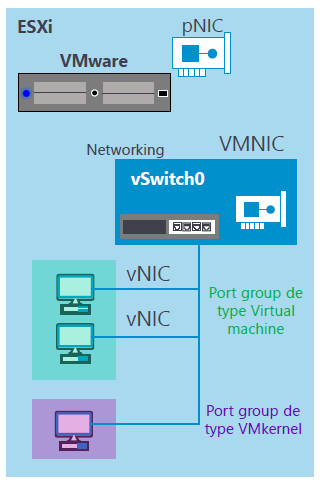 ESXi
pNIC
VMware
Networking
VMNIC
vSwitch0
vNIC
vNIC
Port group de
type Virtual
machine
Port group de
type VMkernel